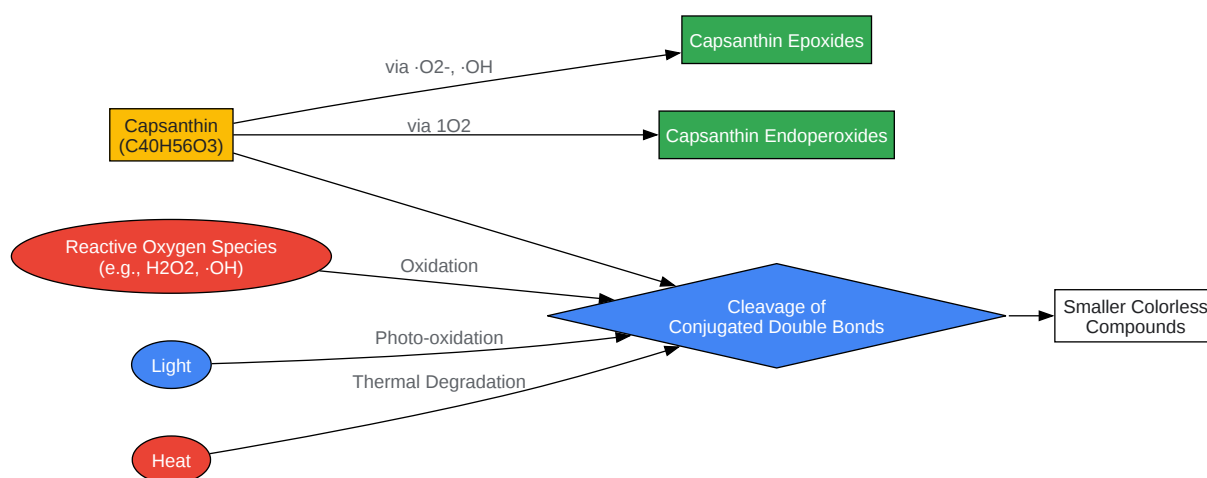 Capsanthin Epoxides
via ·O2-, ·OH
Capsanthin
(C40H56O3)
via 1O2
Capsanthin Endoperoxides
Reactive Oxygen Species
(e.g., H2O2, ·OH)
Oxidation
Cleavage of
Conjugated Double Bonds
Smaller Colorless
Compounds
Photo-oxidation
Light
Thermal Degradation
Heat